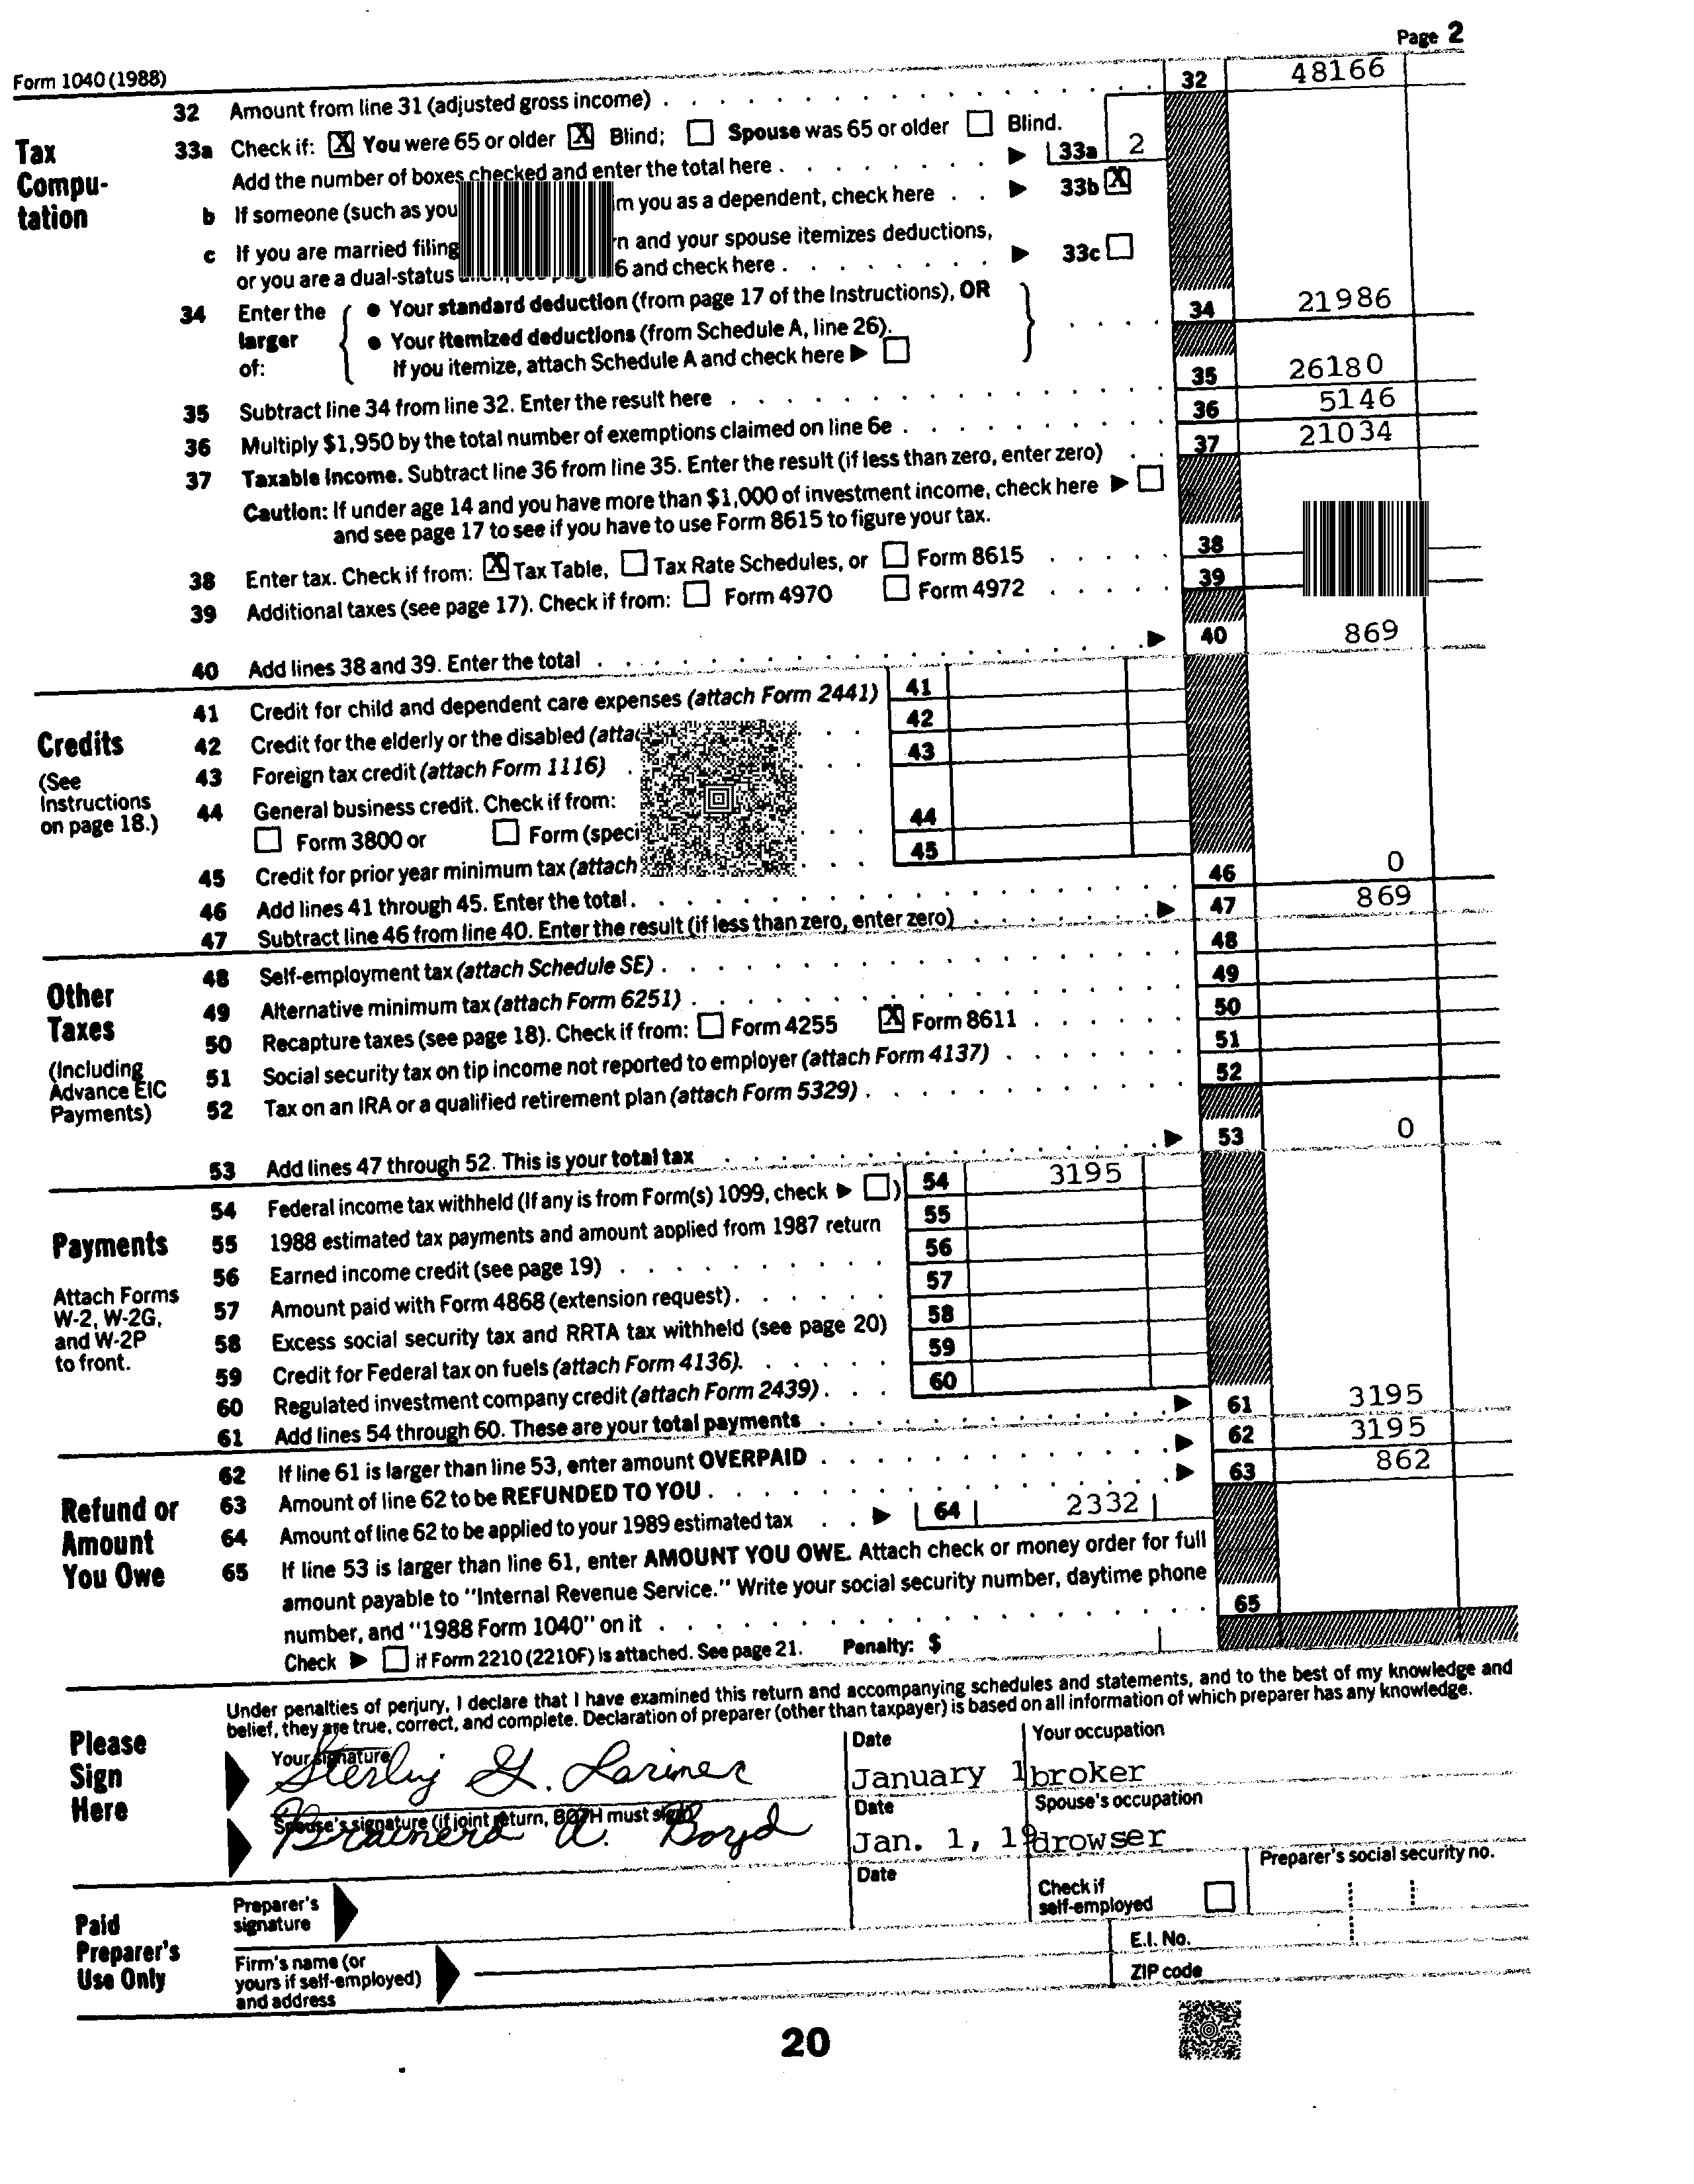 Page 2
Form 1040 (1988)
32 Amount from line 31 (adjusted gross income) 32 48166
Tax Compu-tation
33a Check if: X You were 65 or older X Blind; Spouse was 65 or older Blind.
Add the number of boxes checked and enter the total here 33a 2
b If someone (such as you m you as a dependent, check here 33b X
c If you are married filing n and your spouse itemizes deductions,
or you are a dual-status 6 and check here 33c
34 Enter the larger of: • Your standard deduction (from page 17 of the Instructions), OR 34 21986
• Your itemized deductions (from Schedule A, line 26).
If you itemize, attach Schedule A and check here
35 Subtract line 34 from line 32. Enter the result here 35 26180
36 Multiply $1,950 by the total number of exemptions claimed on line 6e 36 5146
37 Taxable Income. Subtract line 36 from line 35. Enter the result (if less than zero, enter zero) 37 21034
Caution: If under age 14 and you have more than $1,000 of investment income, check here
and see page 17 to see if you have to use Form 8615 to figure your tax.
38 Enter tax. Check if from: X Tax Table, Tax Rate Schedules, or Form 8615 38
39 Additional taxes (see page 17). Check if from: Form 4970 Form 4972 39
40 Add lines 38 and 39. Enter the total 40 869
Credits
(See Instructions on page 18.)
41 Credit for child and dependent care expenses (attach Form 2441) 41
42 Credit for the elderly or the disabled 42
43 Foreign tax credit (attach Form 1116) 43
44 General business credit. Check if from:
Form 3800 or Form 44
45 Credit for prior year minimum tax (attach 45
46 Add lines 41 through 45. Enter the total. 46 0
47 Subtract line 46 from line 40. Enter the result (if less than zero, enter zero) 47 869
Other Taxes
(Including Advance EIC Payments)
48 Self-employment tax (attach Schedule SE) 48
49 Alternative minimum tax (attach Form 6251) 49
50 Recapture taxes (see page 18). Check if from: Form 4255 X Form 8611 50
51 Social security tax on tip income not reported to employer (attach Form 4137) 51
52 Tax on an IRA or a qualified retirement plan (attach Form 5329) 52
53 Add lines 47 through 52. This is your total tax 53 0
Payments
Attach Forms W-2, W-2G, and W-2P to front.
54 Federal income tax withheld (If any is from Form(s) 1099, check ) 54 3195
55 1988 estimated tax payments and amount applied from 1987 return 55
56 Earned income credit (see page 19) 56
57 Amount paid with Form 4868 (extension request) 57
58 Excess social security tax and RRTA tax withheld (see page 20) 58
59 Credit for Federal tax on fuels (attach Form 4136). 59
60 Regulated investment company credit (attach Form 2439) 60
61 Add lines 54 through 60. These are your total payments 61 3195
Refund or Amount You Owe
62 If line 61 is larger than line 53, enter amount OVERPAID 62 3195
63 Amount of line 62 to be REFUNDED TO YOU 63 862
64 Amount of line 62 to be applied to your 1989 estimated tax 64 2332
65 If line 53 is larger than line 61, enter AMOUNT YOU OWE. Attach check or money order for full
amount payable to "Internal Revenue Service." Write your social security number, daytime phone
number, and "1988 Form 1040" on it 65
Check if Form 2210 (2210F) is attached. See page 21. Penalty: $
Under penalties of perjury, I declare that I have examined this return and accompanying schedules and statements, and to the best of my knowledge and
belief, they are true, correct, and complete. Declaration of preparer (other than taxpayer) is based on all information of which preparer has any knowledge.
Please Sign Here
Your signature Date Your occupation
Sterling G. Lariner January 1 broker
Spouse's signature (if joint return, BOTH must sign) Date Spouse's occupation
Brainerd A. Boyd Jan. 1, 19 drowser
Paid Preparer's Use Only
Preparer's signature Date Check if self-employed Preparer's social security no.
Firm's name (or yours if self-employed) and address E.I. No.
ZIP code
20